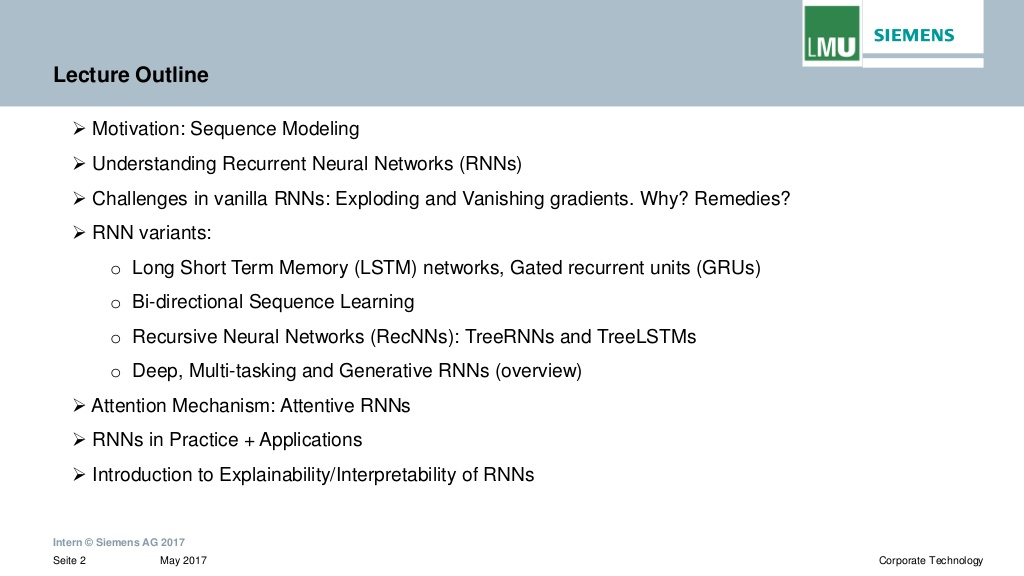 LMU SIEMENS
Lecture Outline
➢ Motivation: Sequence Modeling
➢ Understanding Recurrent Neural Networks (RNNs)
➢ Challenges in vanilla RNNs: Exploding and Vanishing gradients. Why? Remedies?
➢ RNN variants:
o Long Short Term Memory (LSTM) networks, Gated recurrent units (GRUs)
o Bi-directional Sequence Learning
o Recursive Neural Networks (RecNNs): TreeRNNs and TreeLSTMs
o Deep, Multi-tasking and Generative RNNs (overview)
➢ Attention Mechanism: Attentive RNNs
➢ RNNs in Practice + Applications
➢ Introduction to Explainability/Interpretability of RNNs
Intern © Siemens AG 2017
Seite 2 May 2017 Corporate Technology